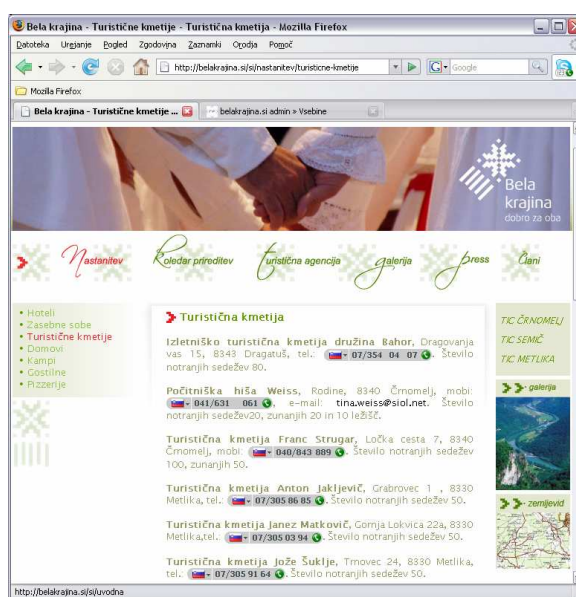 Bela krajina - Turistične kmetije - Turistična kmetija - Mozilla Firefox
Datoteka Urejanje Pogled Zgodovina Zaznamki Orodja Pomoč
http://belakrajina.si/si/nastanitev/turisticne-kmetije
Google
Mozilla Firefox
Bela krajina - Turistične kmetije ...
belakrajina.si admin » Vsebine
Bela
krajina
dobro za oba
Nastanitev
Koledar prireditev
turistična agencija
galerija
press
Člani
• Hoteli
• Zasebne sobe
• Turistične kmetije
• Domovi
• Kampi
• Gostilne
• Pizzerije
Turistična kmetija
Izletniško turistična kmetija družina Bahor, Dragovanja
vas 15, 8343 Dragatuš, tel.: 07/354 04 07. Število
notranjih sedežev 80.
Počitniška hiša Weiss, Rodine, 8340 Črnomelj, mobi:
041/631 061, e-mail: tina.weiss@siol.net. Število
notranjih sedežev20, zunanjih 20 in 10 ležišč.
Turistična kmetija Franc Strugar, Ločka cesta 7, 8340
Črnomelj, mobi: 040/843 889. Število notranjih sedežev
100, zunanjih 50.
Turistična kmetija Anton Jakljevič, Grabrovec 1 , 8330
Metlika, tel. 07/305 86 85. Število notranjih sedežev 50.
Turistična kmetija Janez Matkovič, Gornja Lokvica 22a, 8330
Metlika,tel. 07/305 03 94. Število notranjih sedežev 50.
Turistična kmetija Jože Šuklje, Trnovec 24, 8330 Metlika,
tel.: 07/305 91 64. Število notranjih sedežev 50.
TIC ČRNOMELJ
TIC SEMIČ
TIC METLIKA
galerija
zemljevid
http://belakrajina.si/si/uvodna